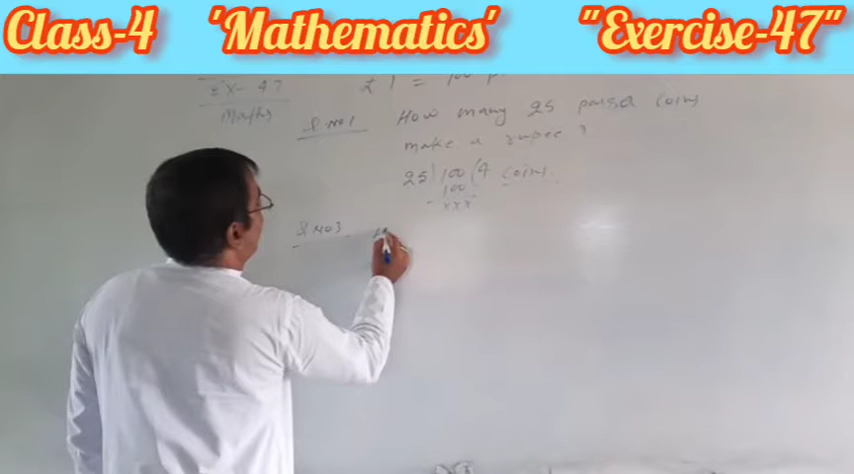 Class-4 'Mathematics' "Exercise-47"
EX-47 ₹ 1 = 100 p
Maths
Q.No1 How many 25 paisa coins
make a rupee ?
25 | 100 ( 4 coins.
- 100
xxx
Q.No3